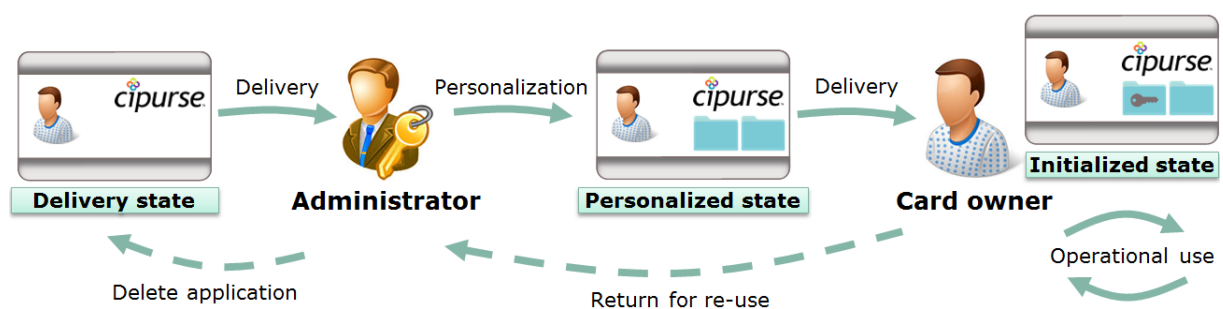 cipurse
Delivery
Personalization
cipurse
Delivery
cipurse
Delivery state
Administrator
Personalized state
Card owner
Initialized state
Operational use
Delete application
Return for re-use